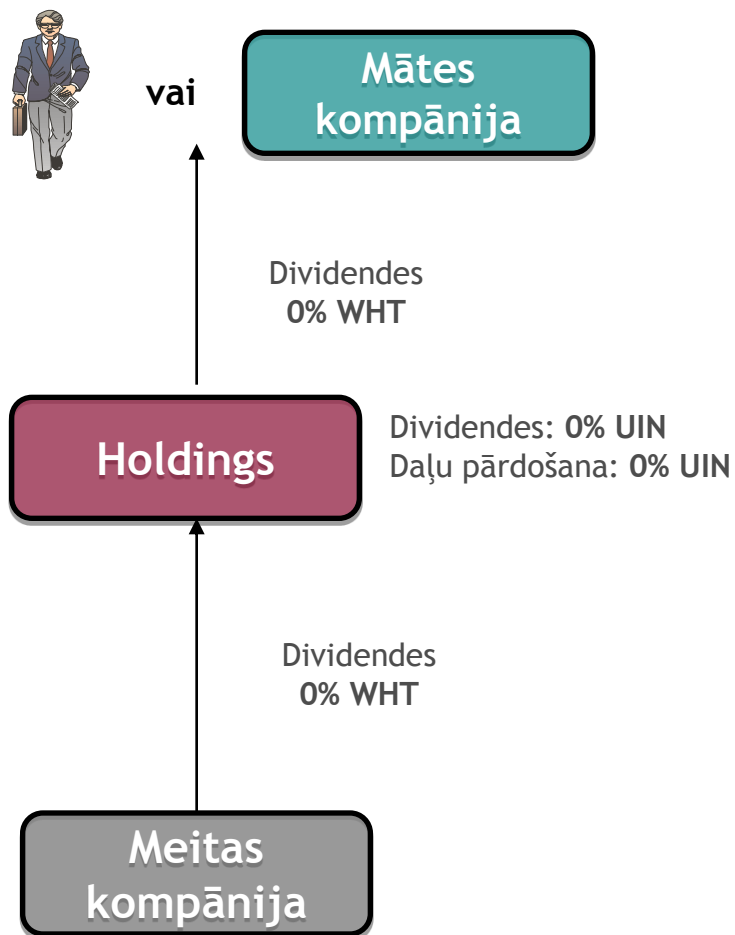 vai
Mātes
kompānija
Dividendes
0% WHT
Holdings
Dividendes: 0% UIN
Daļu pārdošana: 0% UIN
Dividendes
0% WHT
Meitas
kompānija